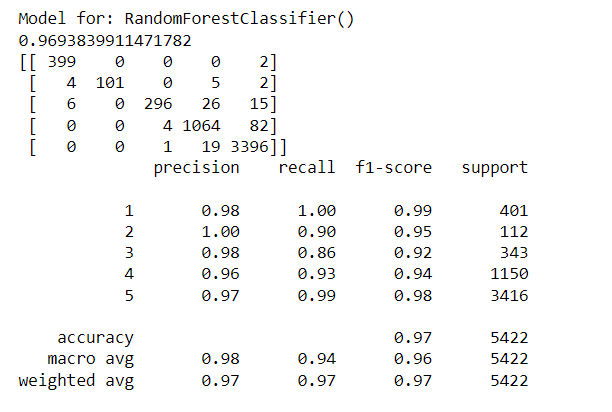 Model for: RandomForestClassifier()
0.9693839911471782
[[ 399 0 0 0 2]
[ 4 101 0 5 2]
[ 6 0 296 26 15]
[ 0 0 4 1064 82]
[ 0 0 1 19 3396]]
precision recall f1-score support
1 0.98 1.00 0.99 401
2 1.00 0.90 0.95 112
3 0.98 0.86 0.92 343
4 0.96 0.93 0.94 1150
5 0.97 0.99 0.98 3416
accuracy 0.97 5422
macro avg 0.98 0.94 0.96 5422
weighted avg 0.97 0.97 0.97 5422